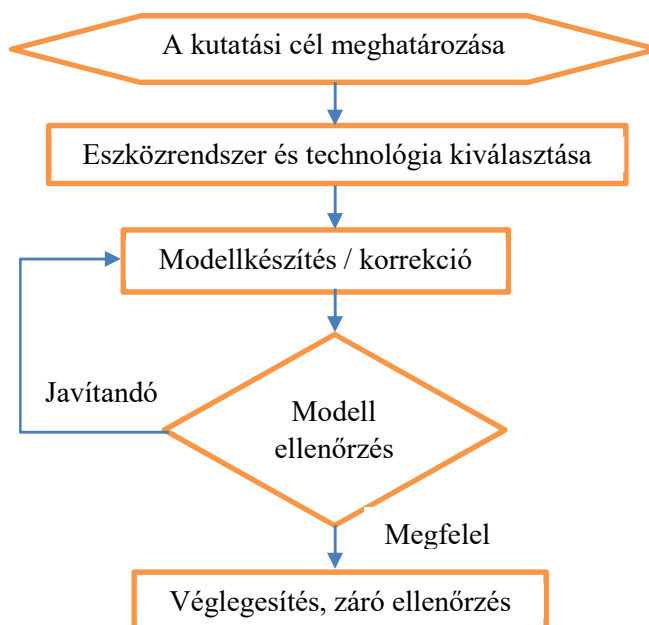 A kutatási cél meghatározása
Eszközrendszer és technológia kiválasztása
Modellkészítés / korrekció
Javítandó
Modell
ellenőrzés
Megfelel
Véglegesítés, záró ellenőrzés